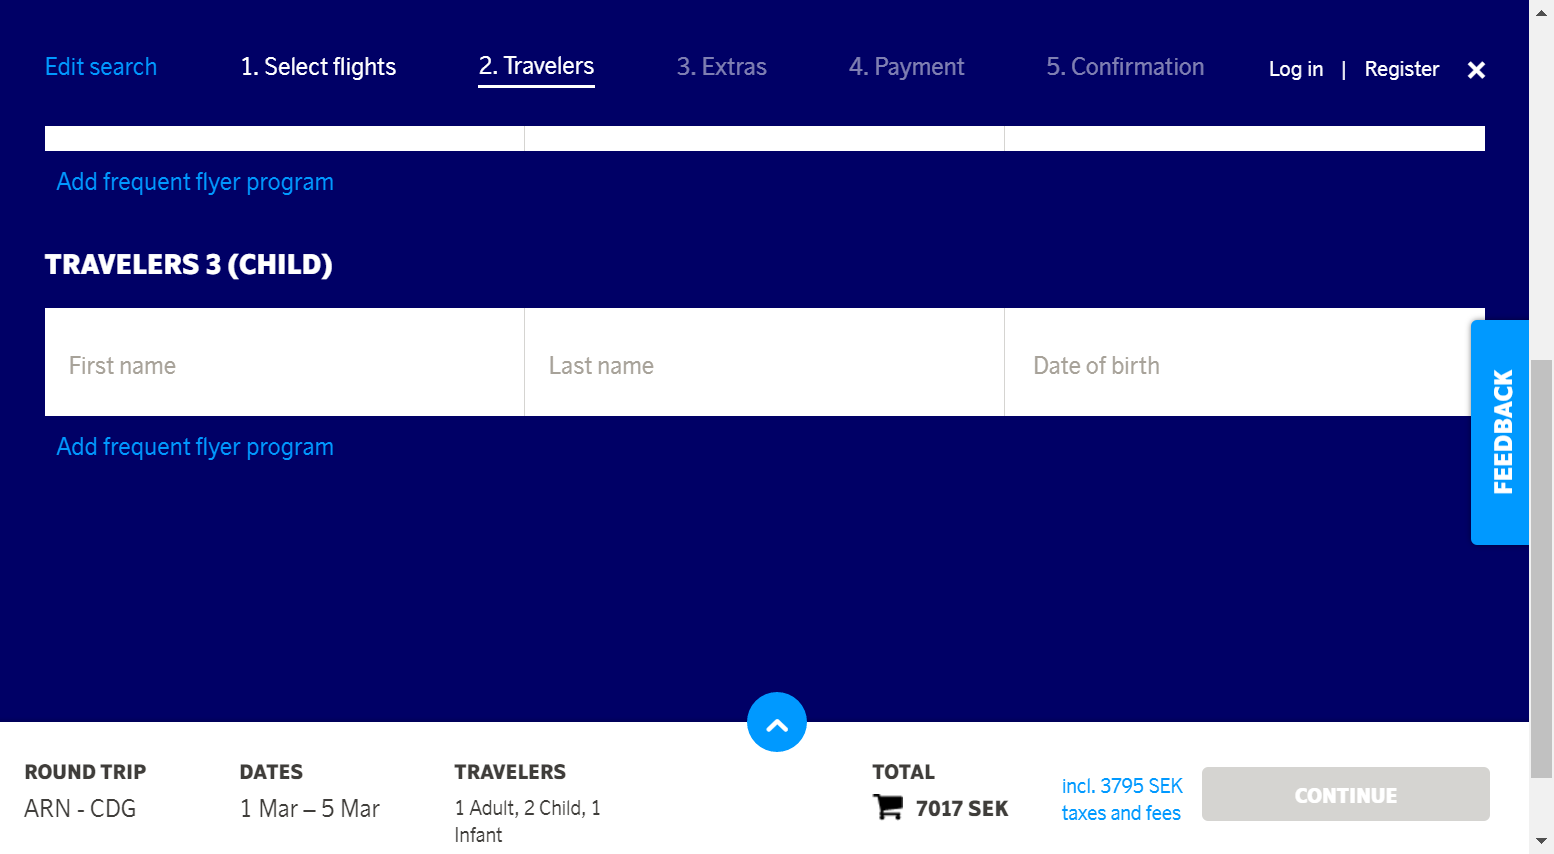 Edit search
1. Select flights
2. Travelers
3. Extras
4. Payment
5. Confirmation
Log in | Register
Add frequent flyer program
TRAVELERS 3 (CHILD)
First name
Last name
Date of birth
Add frequent flyer program
FEEDBACK
ROUND TRIP
ARN - CDG
DATES
1 Mar – 5 Mar
TRAVELERS
1 Adult, 2 Child, 1
Infant
TOTAL
7017 SEK
incl. 3795 SEK
taxes and fees
CONTINUE